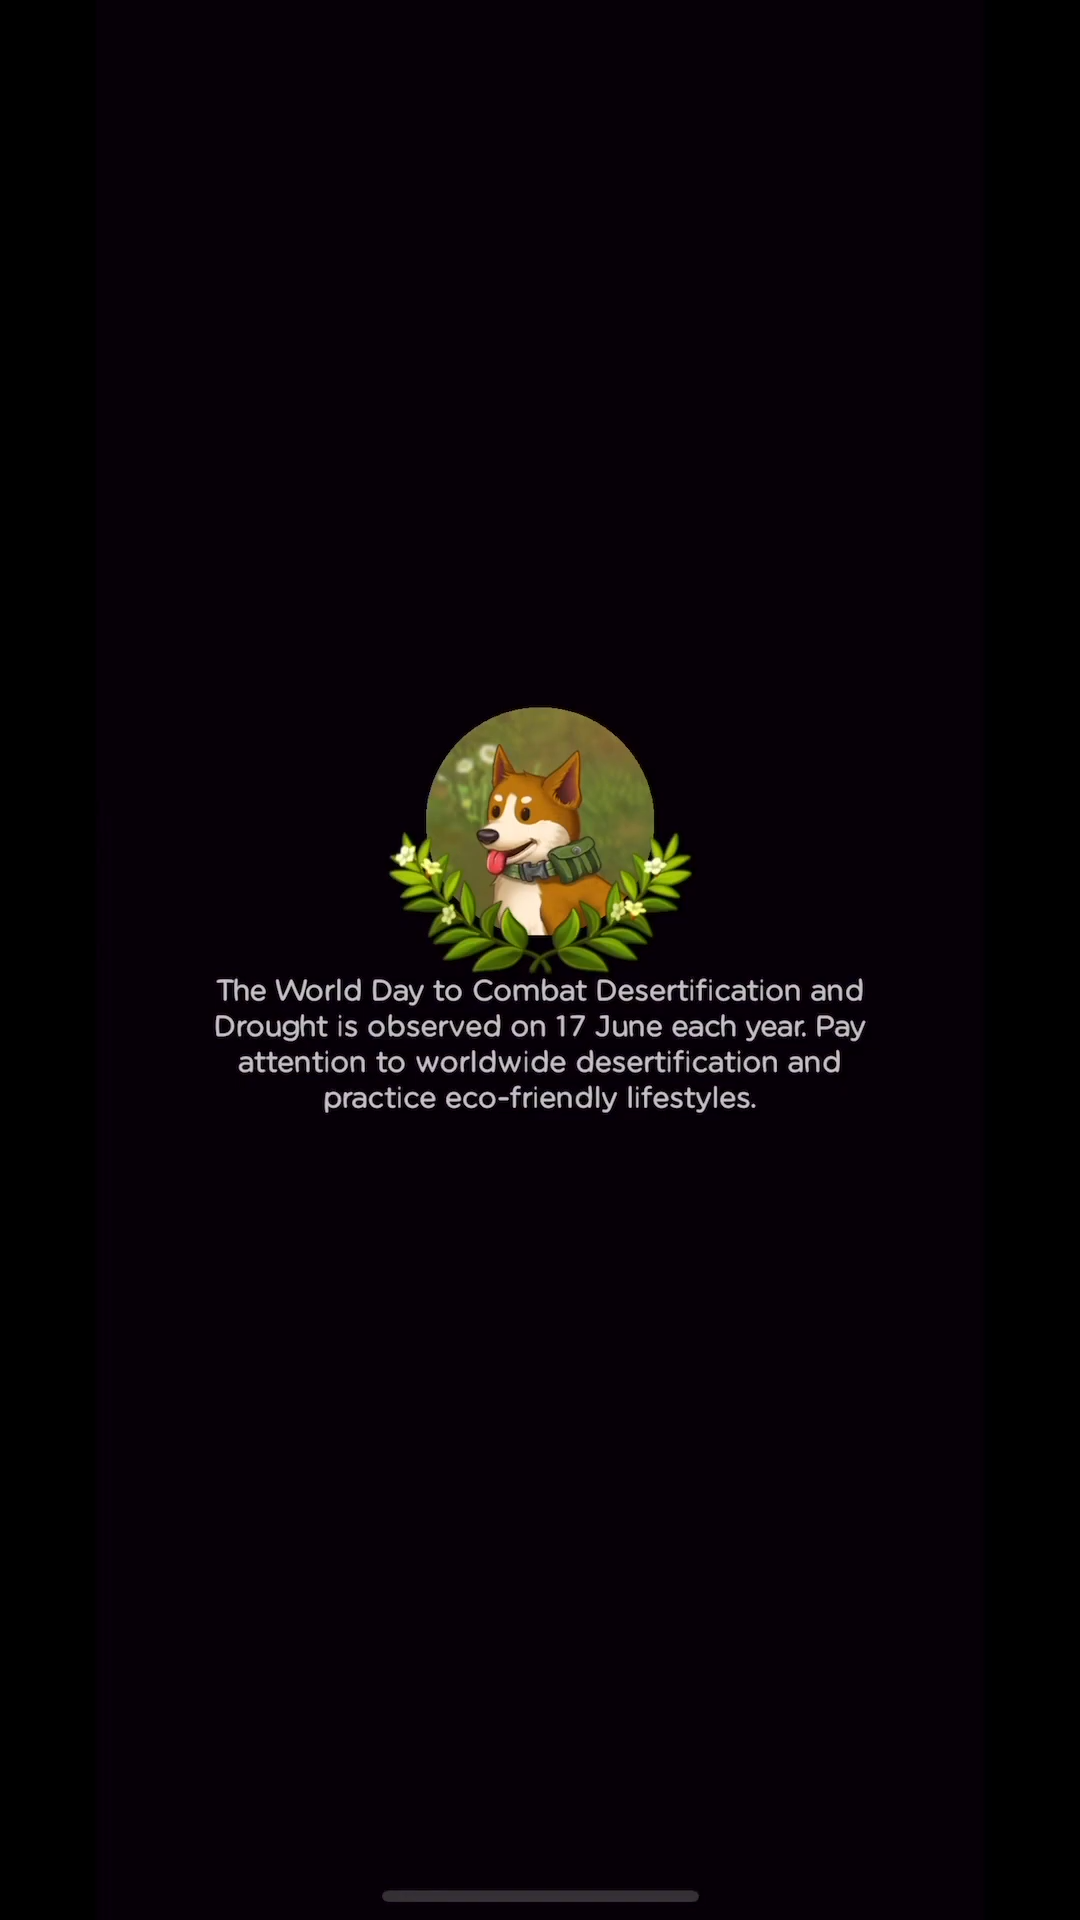 The World Day to Combat Desertification and
Drought is observed on 17 June each year. Pay
attention to worldwide desertification and
practice eco-friendly lifestyles.